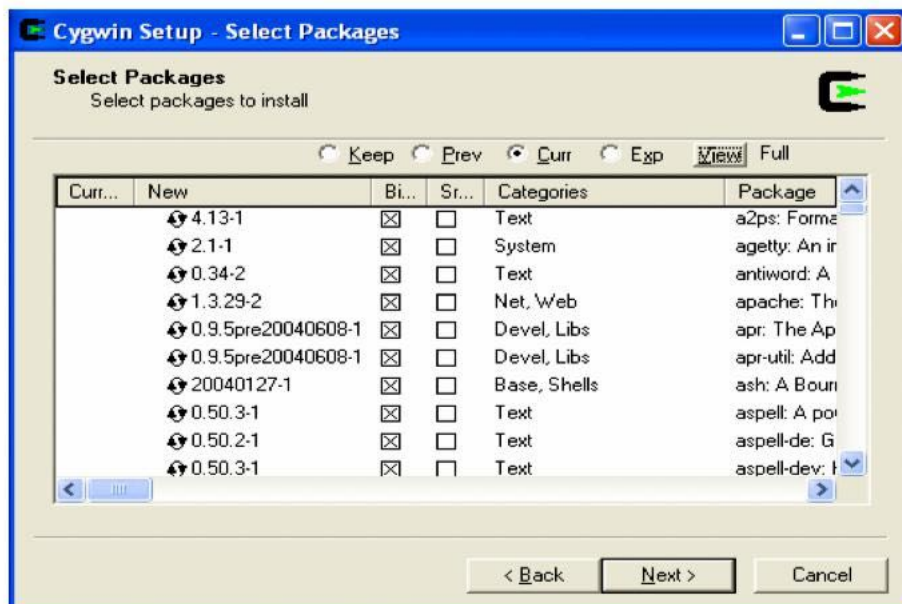 Cygwin Setup - Select Packages
Select Packages
Select packages to install
Keep Prev Curr Exp View Full
Curr... New Bi... Sr... Categories Package
4.13-1 Text a2ps: Forma
2.1-1 System agetty: An ir
0.34-2 Text antiword: A
1.3.29-2 Net, Web apache: The
0.9.5pre20040608-1 Devel, Libs apr: The Ap
0.9.5pre20040608-1 Devel, Libs apr-util: Add
20040127-1 Base, Shells ash: A Bourn
0.50.3-1 Text aspell: A po
0.50.2-1 Text aspell-de: G
0.50.3-1 Text aspell-dev:
< Back Next > Cancel